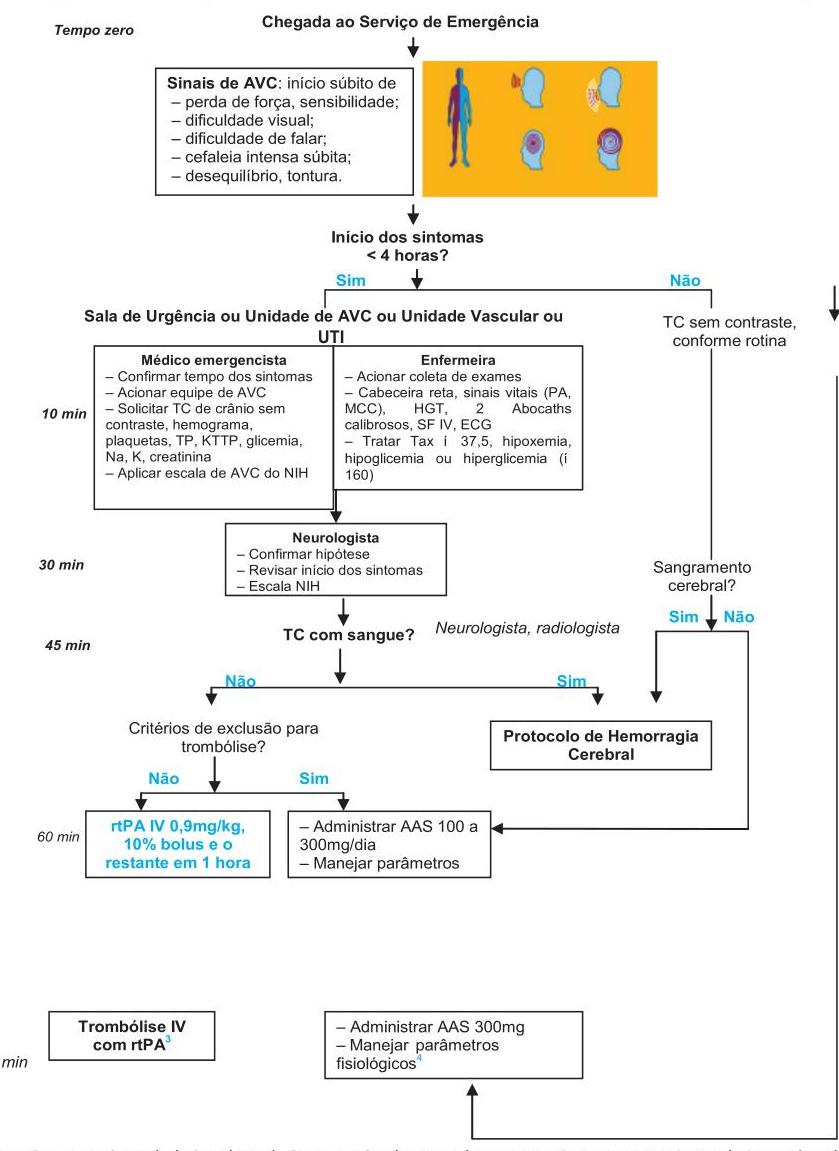 Chegada ao Serviço de Emergência
Tempo zero
Sinais de AVC: início súbito de
– perda de força, sensibilidade;
– dificuldade visual;
– dificuldade de falar;
– cefaleia intensa súbita;
– desequilíbrio, tontura.
Início dos sintomas
< 4 horas?
Sim
Não
Sala de Urgência ou Unidade de AVC ou Unidade Vascular ou
UTI
TC sem contraste,
conforme rotina
10 min
Médico emergencista
– Confirmar tempo dos sintomas
– Acionar equipe de AVC
– Solicitar TC de crânio sem
contraste, hemograma,
plaquetas, TP, KTTP, glicemia,
Na, K, creatinina
– Aplicar escala de AVC do NIH
Enfermeira
– Acionar coleta de exames
– Cabeceira reta, sinais vitais (PA,
MCC), HGT, 2 Abocaths
calibrosos, SF IV, ECG
– Tratar Tax í 37,5, hipoxemia,
hipoglicemia ou hiperglicemia (í
160)
30 min
Neurologista
– Confirmar hipótese
– Revisar início dos sintomas
– Escala NIH
Sangramento
cerebral?
Sim
Não
45 min
TC com sangue?
Neurologista, radiologista
Não
Sim
Critérios de exclusão para
trombólise?
Protocolo de Hemorragia
Cerebral
Não
Sim
60 min
rtPA IV 0,9mg/kg,
10% bolus e o
restante em 1 hora
– Administrar AAS 100 a
300mg/dia
– Manejar parâmetros
min
Trombólise IV
com rtPA3
– Administrar AAS 300mg
– Manejar parâmetros
fisiológicos4